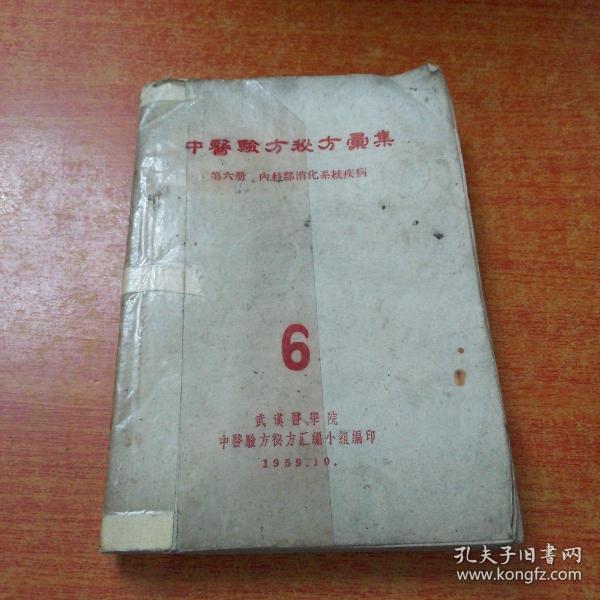 中醫驗方秘方彙集
第六册 內科部消化系統疾病
6
武漢醫學院
中醫驗方秘方汇編小組編印
1959.10.
孔夫子旧書网
www.kongfz.com